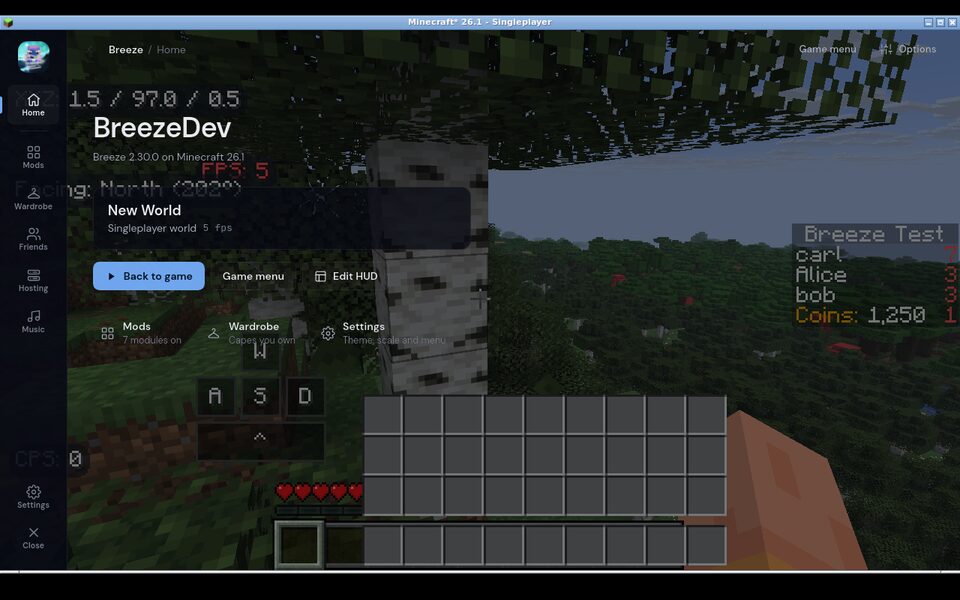 Minecraft* 26.1 - Singleplayer
Breeze / Home
Game menu
Options
1.5 / 97.0 / 0.5
Home
BreezeDev
Breeze 2.30.0 on Minecraft 26.1
FPS: 5
Mods
Facing: North (202°)
Wardrobe
New World
Singleplayer world 5 fps
Friends
Breeze Test
carl 7
Alice 3
bob 3
Coins: 1,250 1
Back to game
Game menu
Edit HUD
Hosting
Music
Mods
7 modules on
Wardrobe
Capes you own
Settings
Theme, scale and menu
W
A S D
^
CPS: 0
Settings
Close